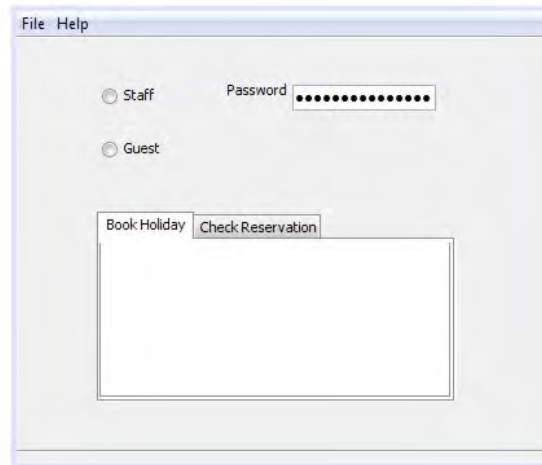 File Help
Staff Password ●●●●●●●●●●●●●●●
Guest
Book Holiday Check Reservation